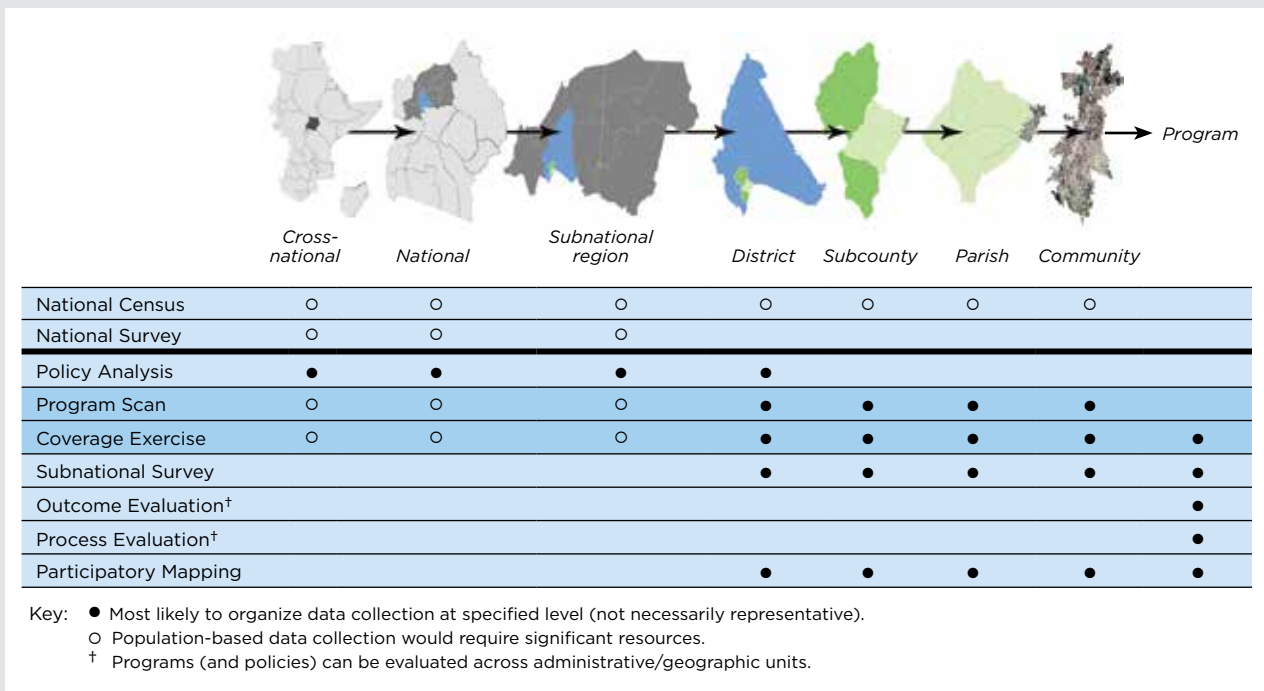 Program
Cross-
national
National
Subnational
region
District
Subcounty
Parish
Community
National Census ○ ○ ○ ○ ○ ○ ○
National Survey ○ ○ ○
Policy Analysis ● ● ● ●
Program Scan ○ ○ ○ ● ● ● ●
Coverage Exercise ○ ○ ○ ● ● ● ● ●
Subnational Survey ● ● ● ● ●
Outcome Evaluation† ●
Process Evaluation† ●
Participatory Mapping ● ● ● ● ●
Key: ● Most likely to organize data collection at specified level (not necessarily representative).
○ Population-based data collection would require significant resources.
† Programs (and policies) can be evaluated across administrative/geographic units.